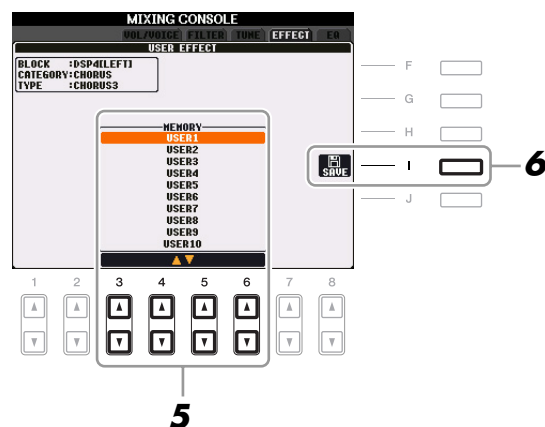 MIXING CONSOLE
VOL/VOICE FILTER TUNE EFFECT EQ
USER EFFECT
BLOCK :DSP4[LEFT]
CATEGORY:CHORUS
TYPE :CHORUS3
MEMORY
USER1
USER2
USER3
USER4
USER5
USER6
USER7
USER8
USER9
USER10
F
G
H
SAVE I 6
J
1 2 3 4 5 6 7 8
5